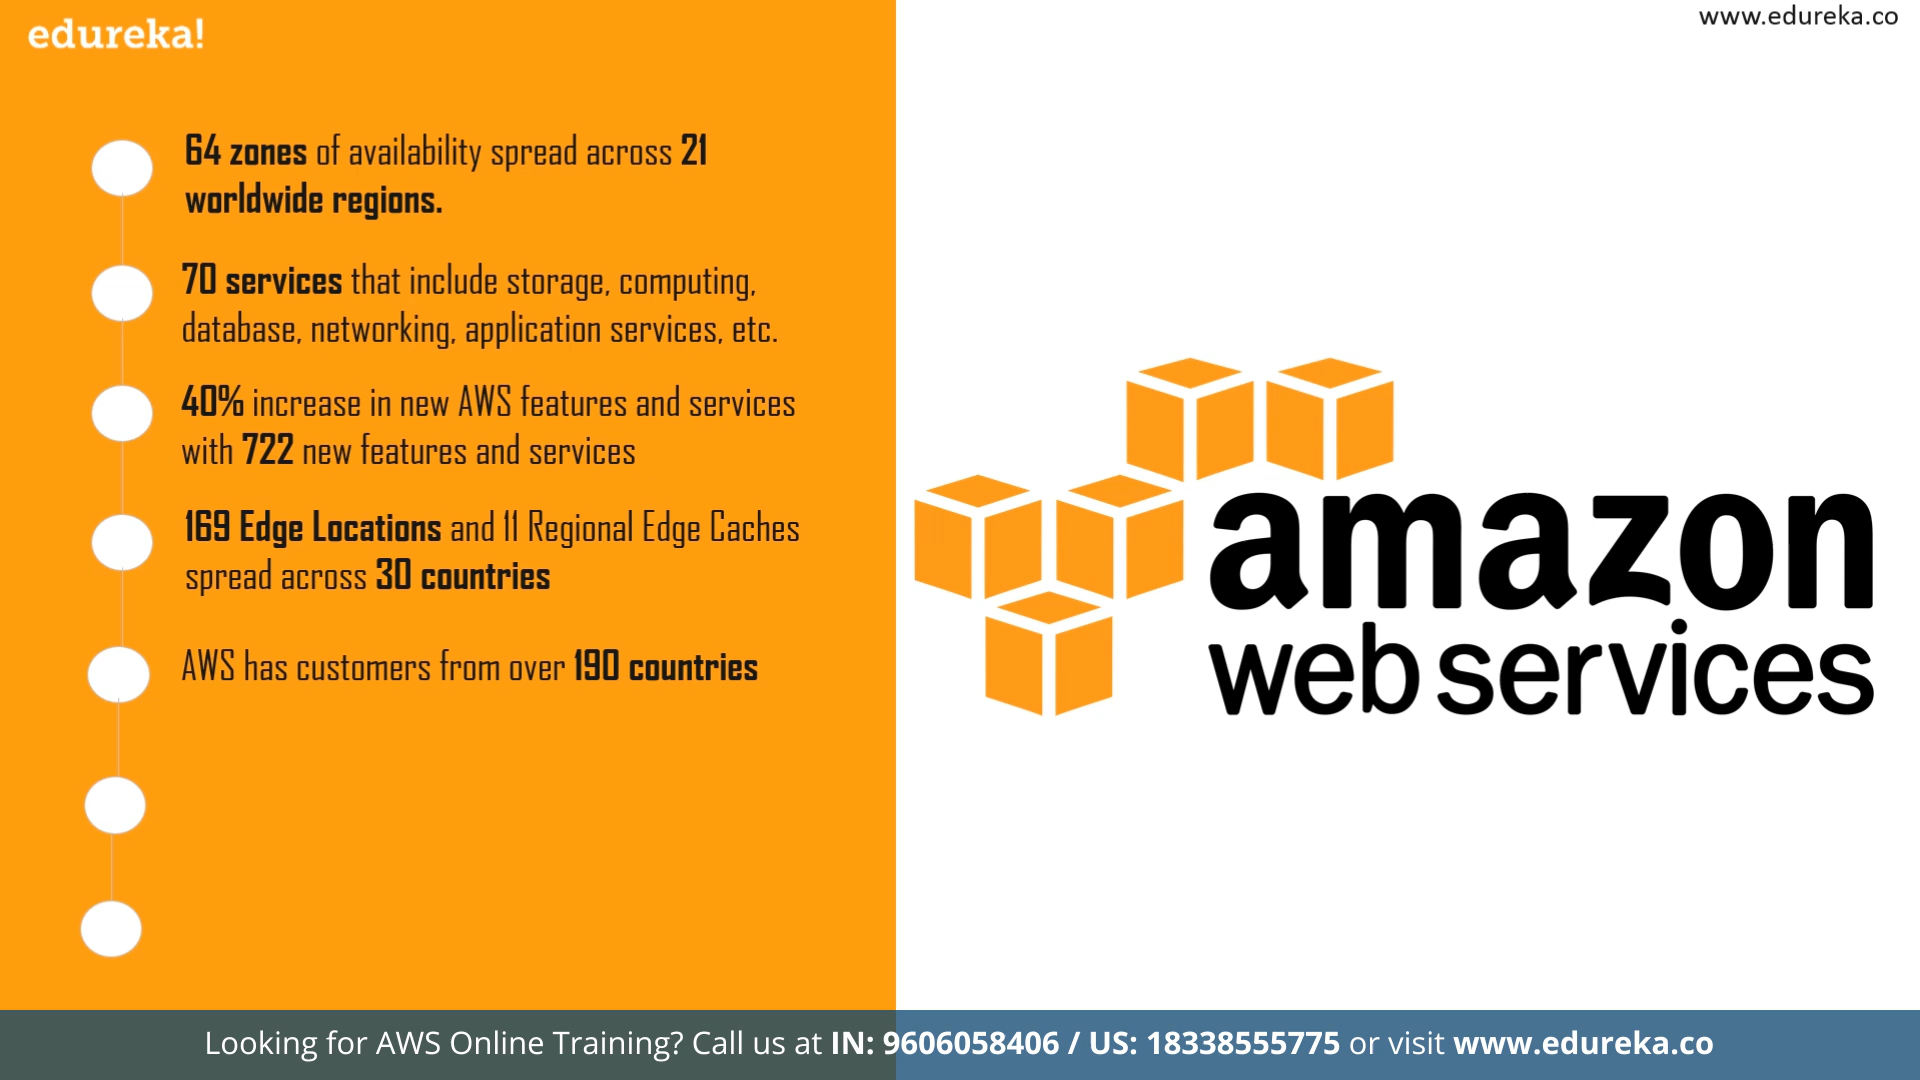 edureka!
www.edureka.co
64 zones of availability spread across 21
worldwide regions.
70 services that include storage, computing,
database, networking, application services, etc.
40% increase in new AWS features and services
with 722 new features and services
169 Edge Locations and 11 Regional Edge Caches
spread across 30 countries
AWS has customers from over 190 countries
amazon
web services
Looking for AWS Online Training? Call us at IN: 9606058406 / US: 18338555775 or visit www.edureka.co